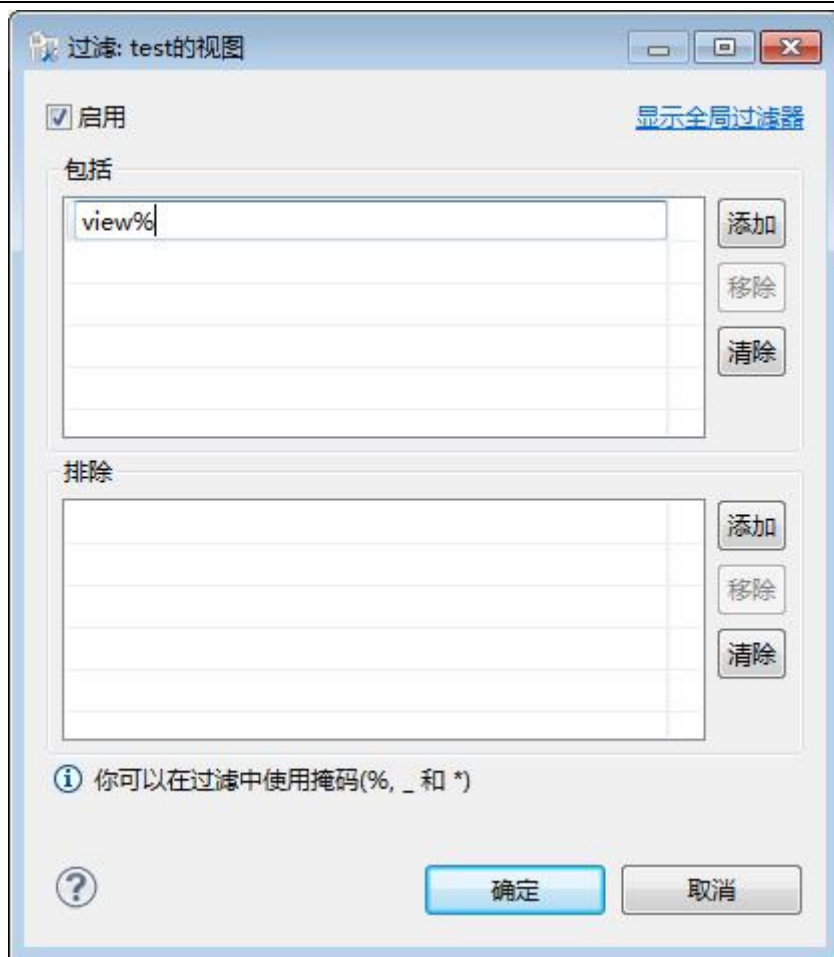 过滤: test的视图
启用 显示全局过滤器
包括
view%
添加
移除
清除
排除
添加
移除
清除
你可以在过滤中使用掩码(%, _ 和 *)
确定 取消